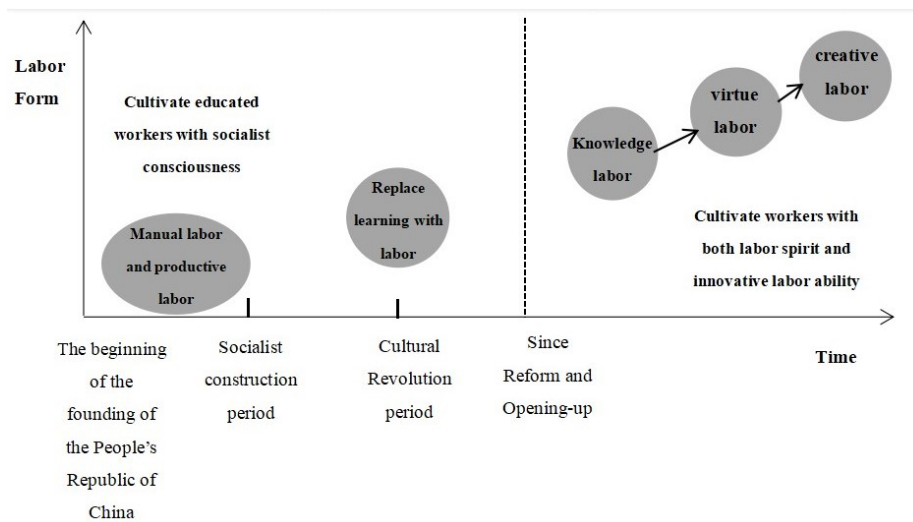 Labor
Form
Cultivate educated
workers with socialist
consciousness
Manual labor
and productive
labor
Replace
learning with
labor
Knowledge
labor
virtue
labor
creative
labor
Cultivate workers with
both labor spirit and
innovative labor ability
The beginning
of the
founding of
the People’s
Republic of
China
Socialist
construction
period
Cultural
Revolution
period
Since
Reform and
Opening-up
Time